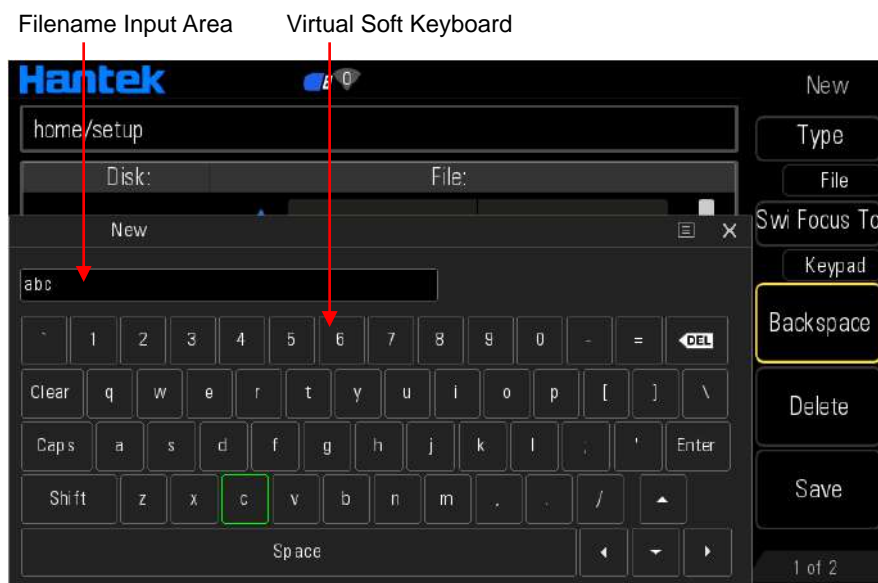 Filename Input Area Virtual Soft Keyboard
Hantek 0 New
home/setup Type
Disk: File: File
New Swi Focus To
abc Keypad
` 1 2 3 4 5 6 7 8 9 0 - = DEL Backspace
Clear q w e r t y u i o p [ ] \ Delete
Caps a s d f g h j k l ; ' Enter
Shift z x c v b n m , . / Save
Space
1 of 2